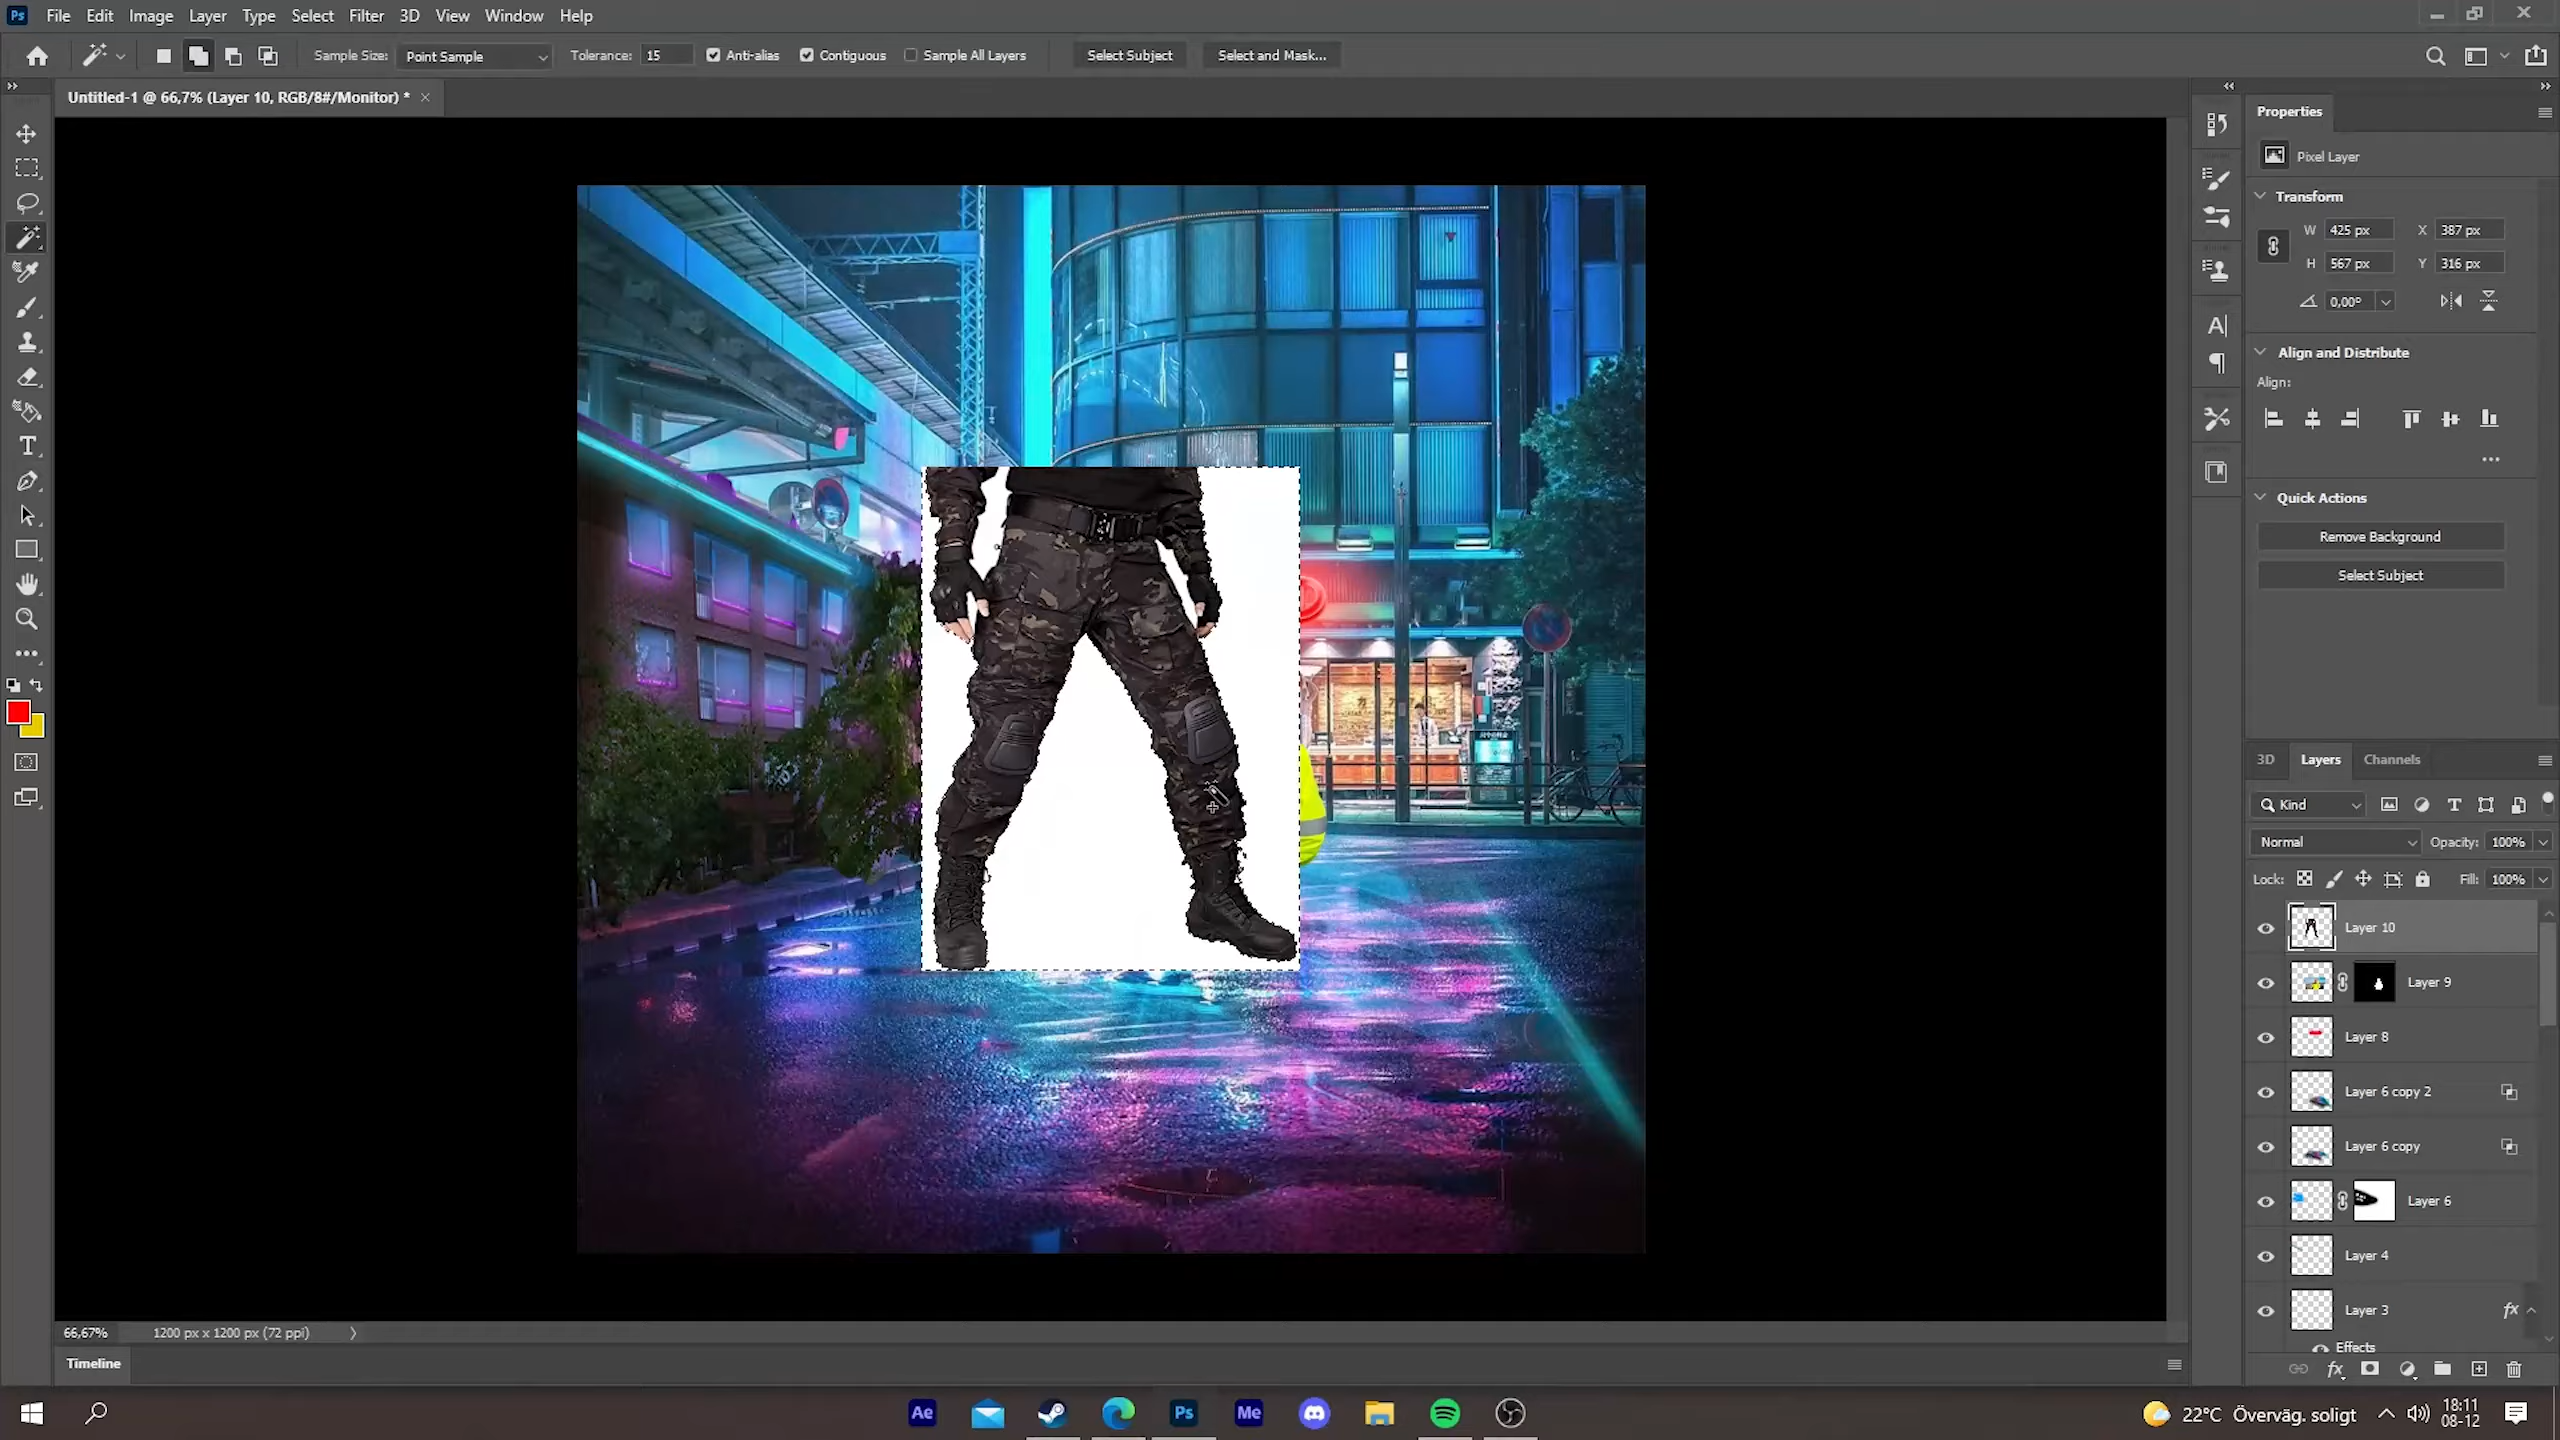 Ps File Edit Image Layer Type Select Filter 3D View Window Help
Sample Size: Point Sample Tolerance: 15 Anti-alias Contiguous Sample All Layers Select Subject Select and Mask...
Untitled-1 @ 66,7% (Layer 10, RGB/8#/Monitor) *
Properties
Pixel Layer
Transform
W 425 px X 387 px
H 567 px Y 316 px
0,00°
Align and Distribute
Align:
Quick Actions
Remove Background
Select Subject
3D Layers Channels
Kind
Normal Opacity: 100%
Lock: Fill: 100%
Layer 10
Layer 9
Layer 8
Layer 6 copy 2
Layer 6 copy
Layer 6
Layer 4
Layer 3 fx
Effects
66,67% 1200 px x 1200 px (72 ppi)
Timeline
Ae Ps Me
22°C Överväg. soligt 18:11
08-12